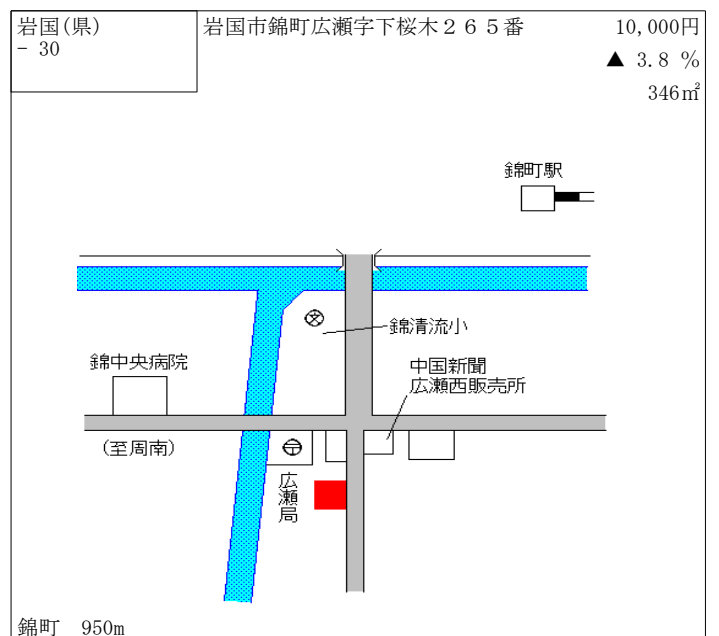 岩国(県)
- 30
岩国市錦町広瀬字下桜木２６５番
10,000円
▲ 3.8 %
346㎡
錦町駅
錦清流小
錦中央病院
中国新聞
広瀬西販売所
(至周南)
広瀬局
錦町 950m